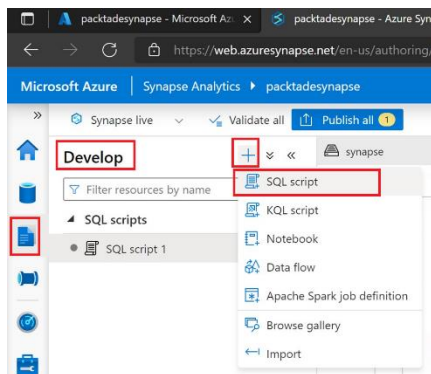 packtadesynapse - Microsoft Az
packtadesynapse - Azure Syn
https://web.azuresynapse.net/en-us/authoring/
Microsoft Azure
Synapse Analytics
packtadesynapse
Synapse live
Validate all
Publish all 1
Develop
synapse
Filter resources by name
SQL scripts
SQL script 1
SQL script
KQL script
Notebook
Data flow
Apache Spark job definition
Browse gallery
Import